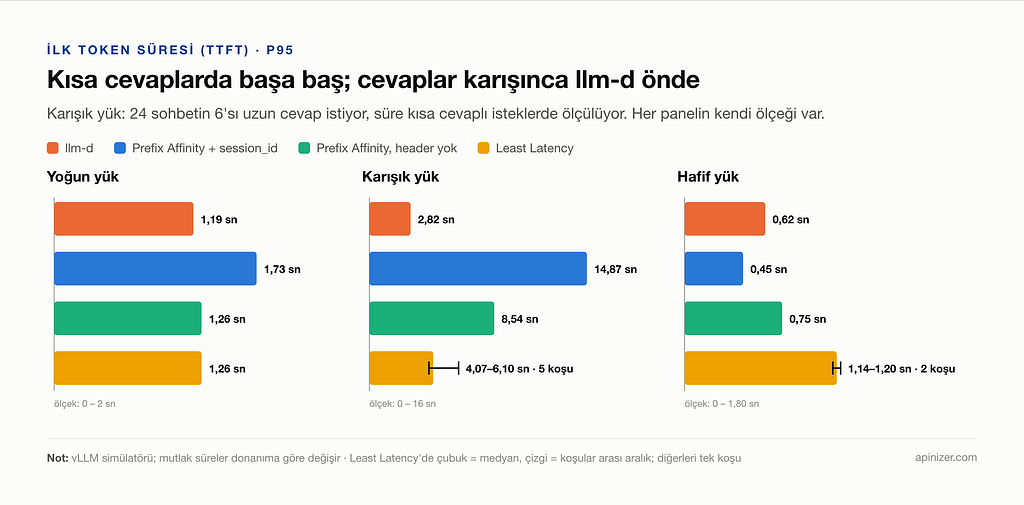 İLK TOKEN SÜRESİ (TTFT) · P95
Kısa cevaplarda başa baş; cevaplar karışınca llm-d önde
Karışık yük: 24 sohbetin 6'sı uzun cevap istiyor, süre kısa cevaplı isteklerde ölçülüyor. Her panelin kendi ölçeği var.
llm-d
Prefix Affinity + session_id
Prefix Affinity, header yok
Least Latency
Yoğun yük
1,19 sn
1,73 sn
1,26 sn
1,26 sn
ölçek: 0 – 2 sn
Karışık yük
2,82 sn
14,87 sn
8,54 sn
4,07–6,10 sn · 5 koşu
ölçek: 0 – 16 sn
Hafif yük
0,62 sn
0,45 sn
0,75 sn
1,14–1,20 sn · 2 koşu
ölçek: 0 – 1,80 sn
Not: vLLM simülatörü; mutlak süreler donanıma göre değişir · Least Latency'de çubuk = medyan, çizgi = koşular arası aralık; diğerleri tek koşu
apinizer.com